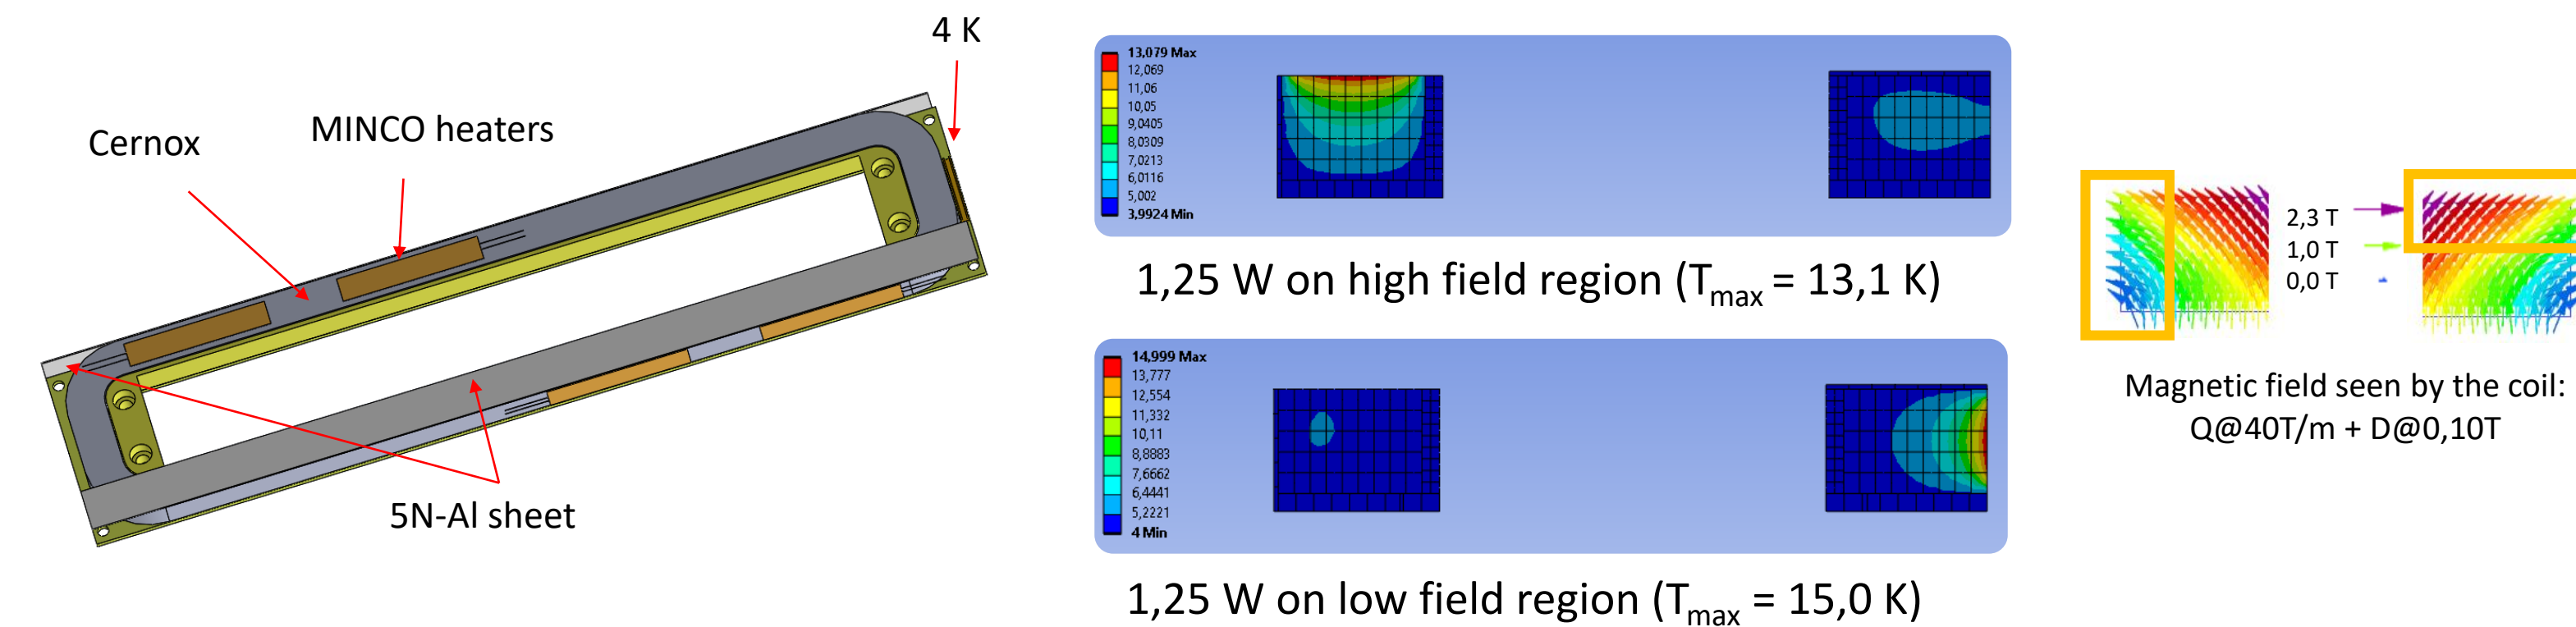 4 K
Cernox
MINCO heaters
5N-Al sheet
13,079 Max
12,069
11,06
10,05
9,0405
8,0309
7,0213
6,0116
5,002
3,9924 Min
1,25 W on high field region (Tmax = 13,1 K)
14,999 Max
13,777
12,554
11,332
10,11
8,8883
7,6662
6,4441
5,2221
4 Min
1,25 W on low field region (Tmax = 15,0 K)
2,3 T
1,0 T
0,0 T
Magnetic field seen by the coil:
Q@40T/m + D@0,10T